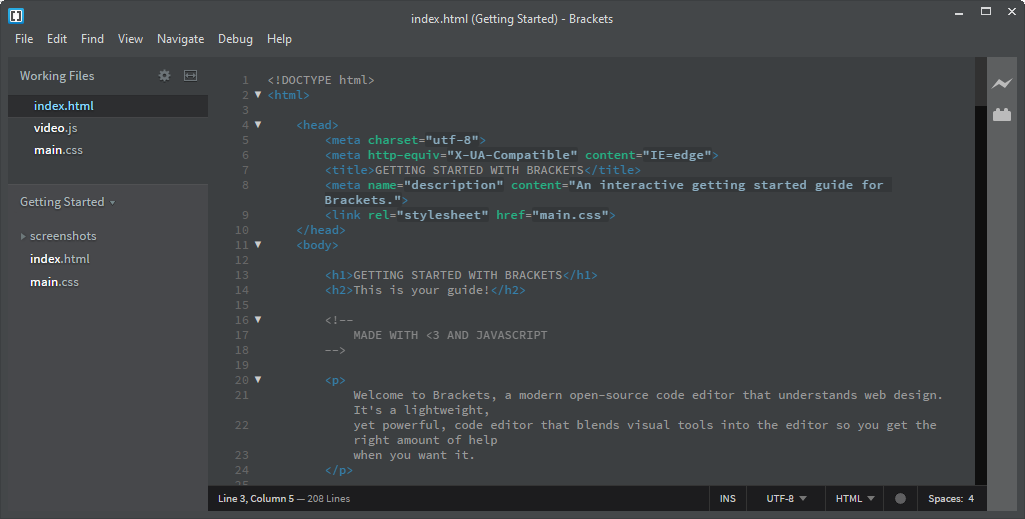 index.html (Getting Started) - Brackets
File Edit Find View Navigate Debug Help
Working Files
index.html
video.js
main.css
Getting Started
screenshots
index.html
main.css
1 <!DOCTYPE html>
2 <html>
3
4 <head>
5 <meta charset="utf-8">
6 <meta http-equiv="X-UA-Compatible" content="IE=edge">
7 <title>GETTING STARTED WITH BRACKETS</title>
8 <meta name="description" content="An interactive getting started guide for
Brackets.">
9 <link rel="stylesheet" href="main.css">
10 </head>
11 <body>
12
13 <h1>GETTING STARTED WITH BRACKETS</h1>
14 <h2>This is your guide!</h2>
15
16 <!--
17 MADE WITH <3 AND JAVASCRIPT
18 -->
19
20 <p>
21 Welcome to Brackets, a modern open-source code editor that understands web design.
It's a lightweight,
22 yet powerful, code editor that blends visual tools into the editor so you get the
right amount of help
23 when you want it.
24 </p>
25
Line 3, Column 5 — 208 Lines
INS UTF-8 HTML Spaces: 4